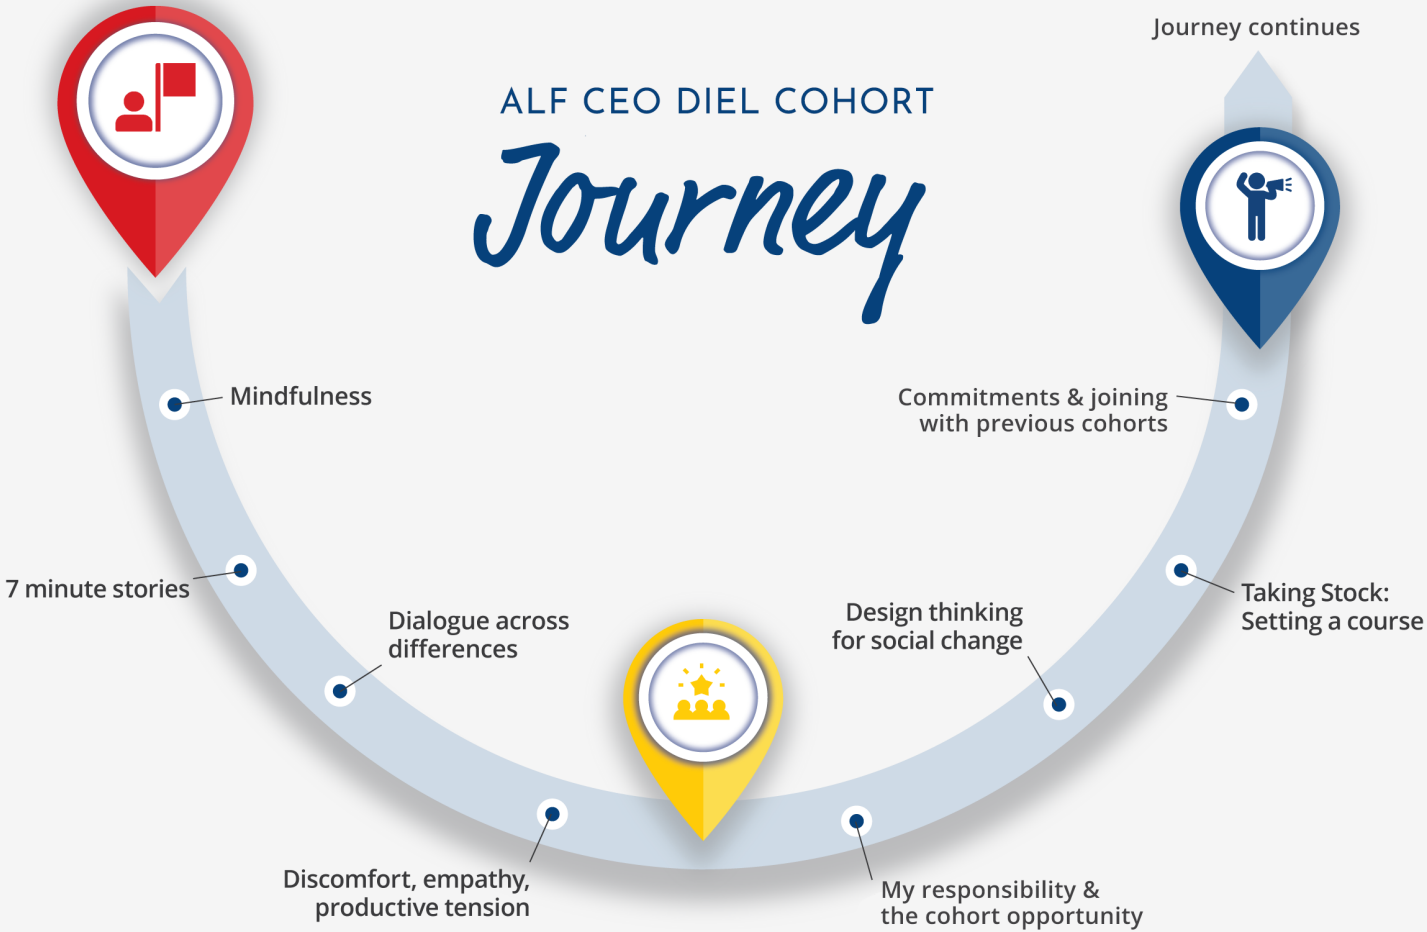 Journey continues
ALF CEO DIEL COHORT
Journey
Mindfulness
7 minute stories
Dialogue across
differences
Discomfort, empathy,
productive tension
My responsibility &
the cohort opportunity
Design thinking
for social change
Taking Stock:
Setting a course
Commitments & joining
with previous cohorts